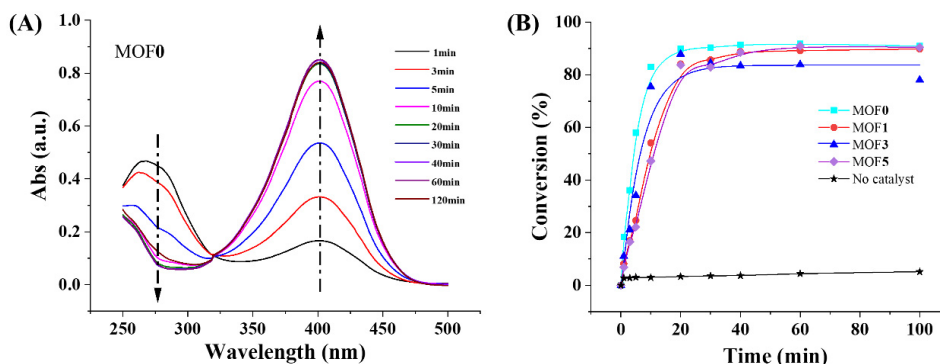 (A)
MOF0
1min
3min
5min
10min
20min
30min
40min
60min
120min
Abs (a.u.)
1.0
0.8
0.6
0.4
0.2
0.0
250
300
350
400
450
500
Wavelength (nm)
(B)
MOF0
MOF1
MOF3
MOF5
No catalyst
Conversion (%)
100
80
60
40
20
0
0
20
40
60
80
100
Time (min)